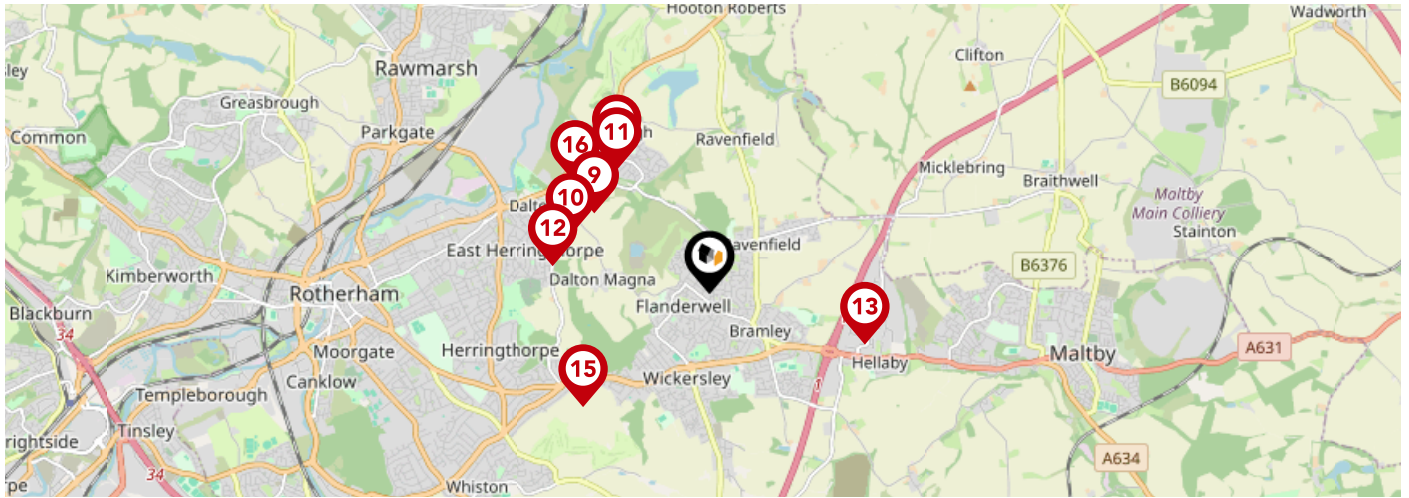 Hooton Roberts
Wadworth
Clifton
sley
Rawmarsh
B6094
Greasbrough
Common
Parkgate
11
h
16
Ravenfield
Micklebring
9
Braithwell
10
Maltby
Main Colliery
Dalto
12
Stainton
East Herringthorpe
avenfield
B6376
Kimberworth
Dalton Magna
Rotherham
Flanderwell
13
Blackburn
34
Bramley
A631
Moorgate
Herringthorpe
Maltby
Hellaby
15
Wickersley
Canklow
1
Templeborough
Tinsley
rightside
A634
34
rpe
Whiston